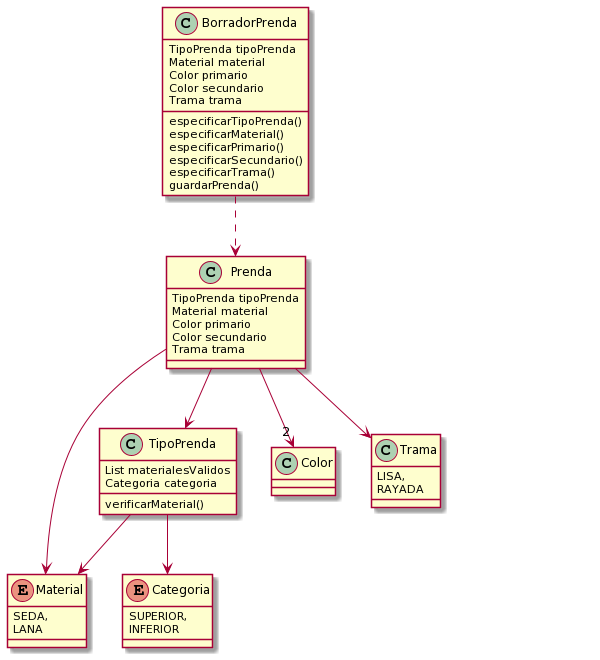 C BorradorPrenda
TipoPrenda tipoPrenda
Material material
Color primario
Color secundario
Trama trama
especificarTipoPrenda()
especificarMaterial()
especificarPrimario()
especificarSecundario()
especificarTrama()
guardarPrenda()
C Prenda
TipoPrenda tipoPrenda
Material material
Color primario
Color secundario
Trama trama
2
C TipoPrenda
List materialesValidos
Categoria categoria
verificarMaterial()
C Color
C Trama
LISA,
RAYADA
E Material
SEDA,
LANA
E Categoria
SUPERIOR,
INFERIOR